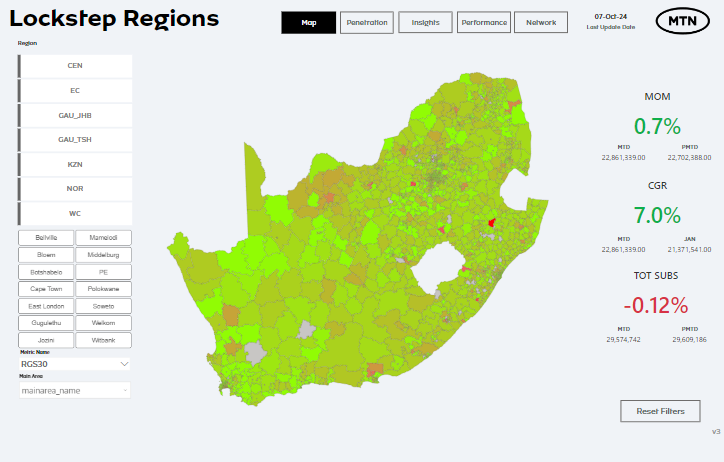 Lockstep Regions
Map
Penetration
Insights
Performance
Network
07-Oct-24
Last Update Date
MTN
Region
CEN
EC
GAU_JHB
GAU_TSH
KZN
NOR
WC
Bellville
Mamelodi
Bloem
Middelburg
Botshabelo
PE
Cape Town
Polokwane
East London
Soweto
Gugulethu
Welkom
Jozini
Witbank
Metric Name
RGS30
Main Area
mainarea_name
MOM
0.7%
MTD PMTD
22,861,339.00 22,702,388.00
CGR
7.0%
MTD JAN
22,861,339.00 21,371,541.00
TOT SUBS
-0.12%
MTD PMTD
29,574,742 29,609,186
Reset Filters
v3